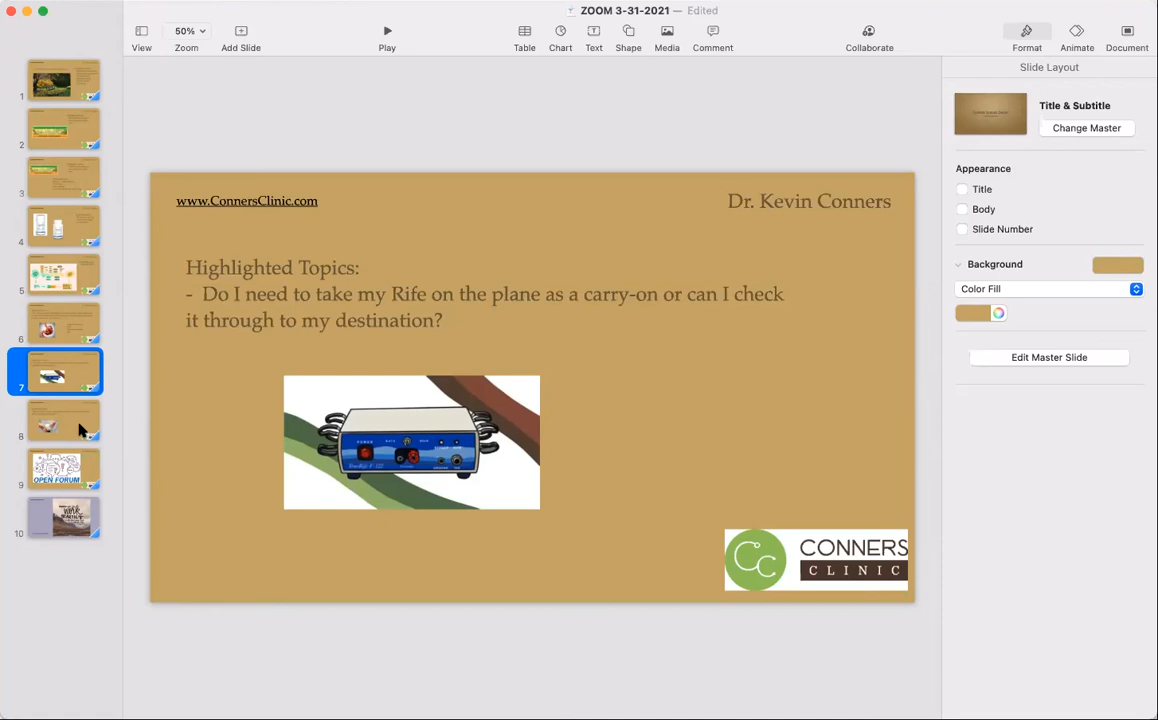 ZOOM 3-31-2021 — Edited
50%
View
Zoom
Add Slide
Play
Table
Chart
Text
Shape
Media
Comment
Collaborate
Format
Animate
Document
Slide Layout
Title & Subtitle
Change Master
Appearance
Title
Body
Slide Number
Background
Color Fill
Edit Master Slide
1
2
3
4
5
6
7
8
9
OPEN FORUM
10
www.ConnersClinic.com
Dr. Kevin Conners
Highlighted Topics:
- Do I need to take my Rife on the plane as a carry-on or can I check
it through to my destination?
POWER
CC
CONNERS
CLINIC